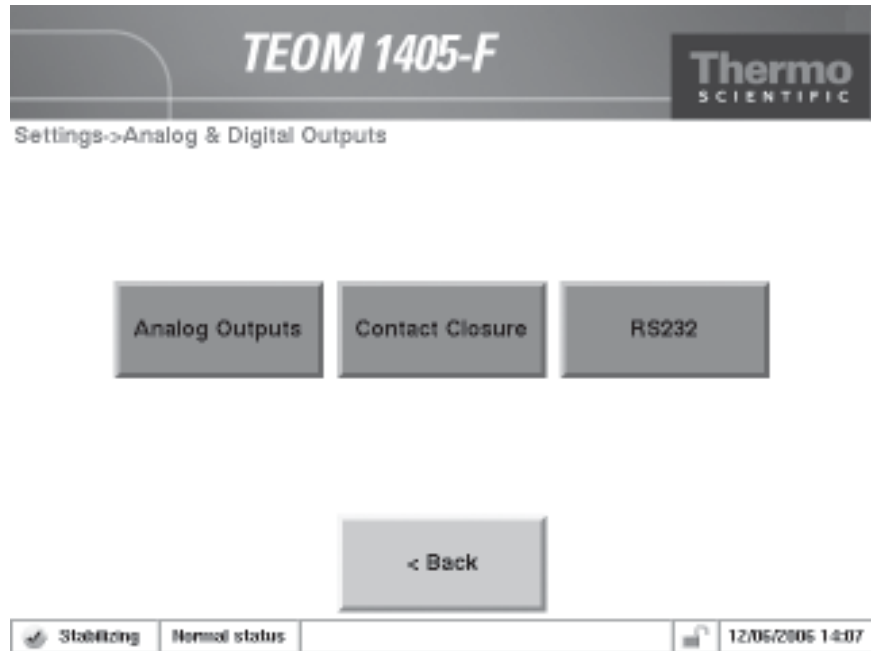 TEOM 1405-F
Thermo
SCIENTIFIC
Settings->Analog & Digital Outputs
Analog Outputs
Contact Closure
RS232
< Back
Stabilizing
Normal status
12/06/2006 14:07